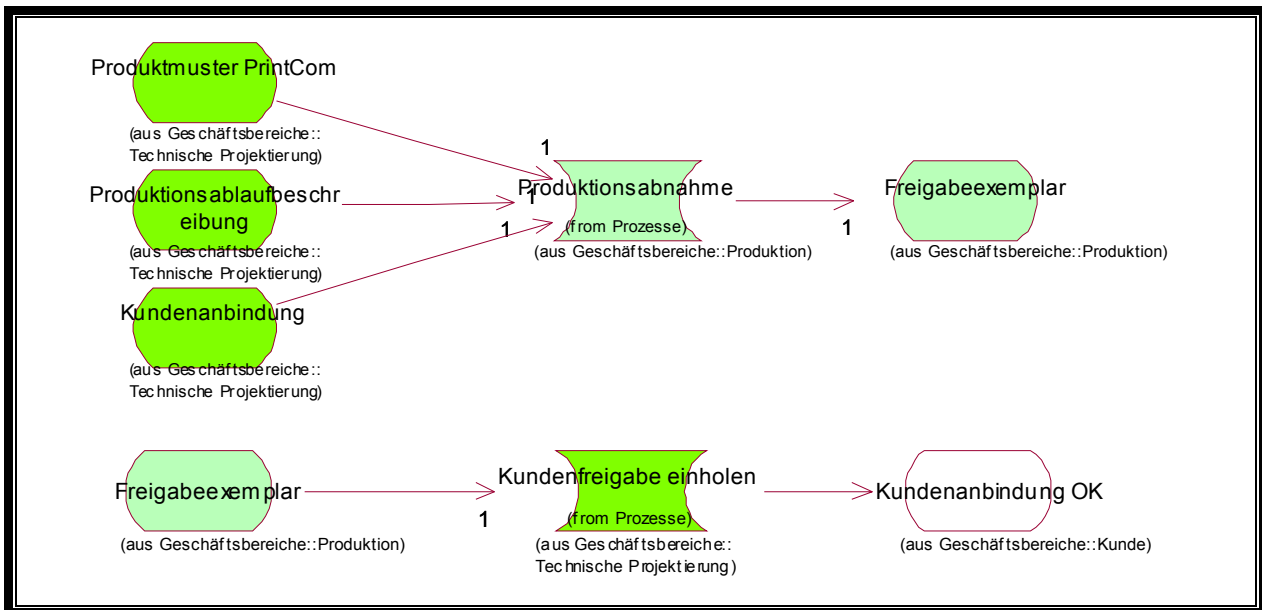 Produktmuster PrintCom
(aus Geschäftsbereiche::
Technische Projektierung)
Produktionsablaufbeschr
eibung
(aus Geschäftsbereiche::
Technische Projektierung)
Kundenanbindung
(aus Geschäftsbereiche::
Technische Projektierung)
1
1
1
Produktionsabnahme
(from Prozesse)
(aus Geschäftsbereiche::Produktion)
1
Freigabeexemplar
(aus Geschäftsbereiche::Produktion)
Freigabeexemplar
(aus Geschäftsbereiche::Produktion)
1
Kundenfreigabe einholen
(from Prozesse)
(aus Geschäftsbereiche::
Technische Projektierung)
Kundenanbindung OK
(aus Geschäftsbereiche::Kunde)